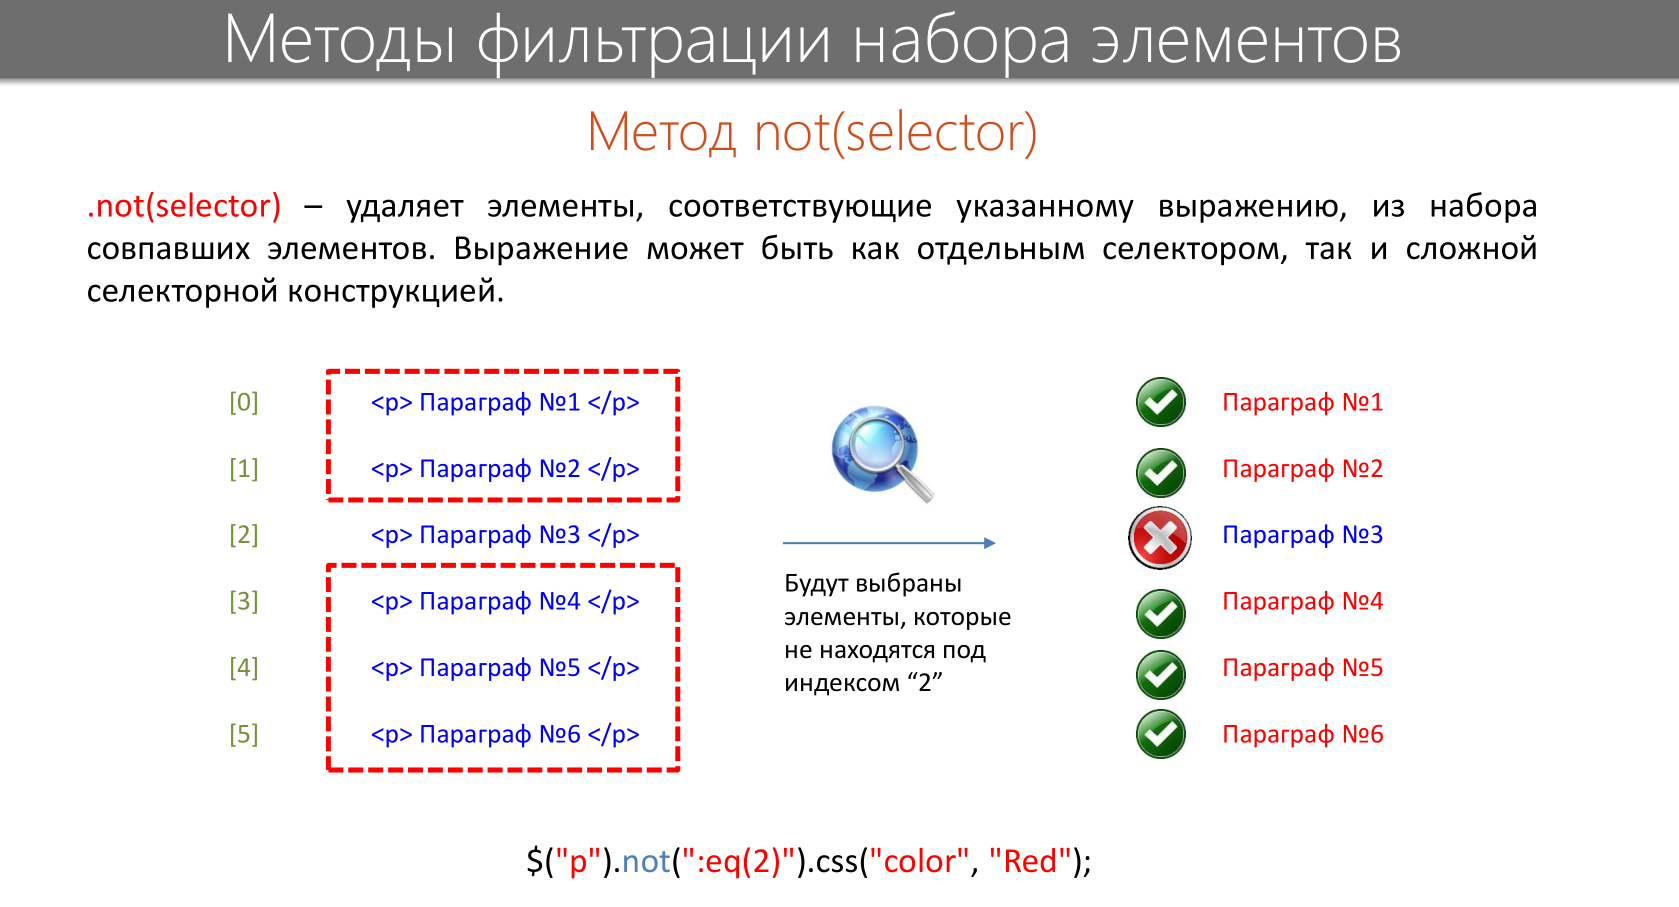 Методы фильтрации набора элементов
Метод not(selector)
.not(selector) – удаляет элементы, соответствующие указанному выражению, из набора
совпавших элементов. Выражение может быть как отдельным селектором, так и сложной
селекторной конструкцией.
[0] <p> Параграф №1 </p> Параграф №1
[1] <p> Параграф №2 </p> Параграф №2
[2] <p> Параграф №3 </p> Параграф №3
[3] <p> Параграф №4 </p> Параграф №4
[4] <p> Параграф №5 </p> Параграф №5
[5] <p> Параграф №6 </p> Параграф №6
Будут выбраны
элементы, которые
не находятся под
индексом “2”
$("p").not(":eq(2)").css("color", "Red");